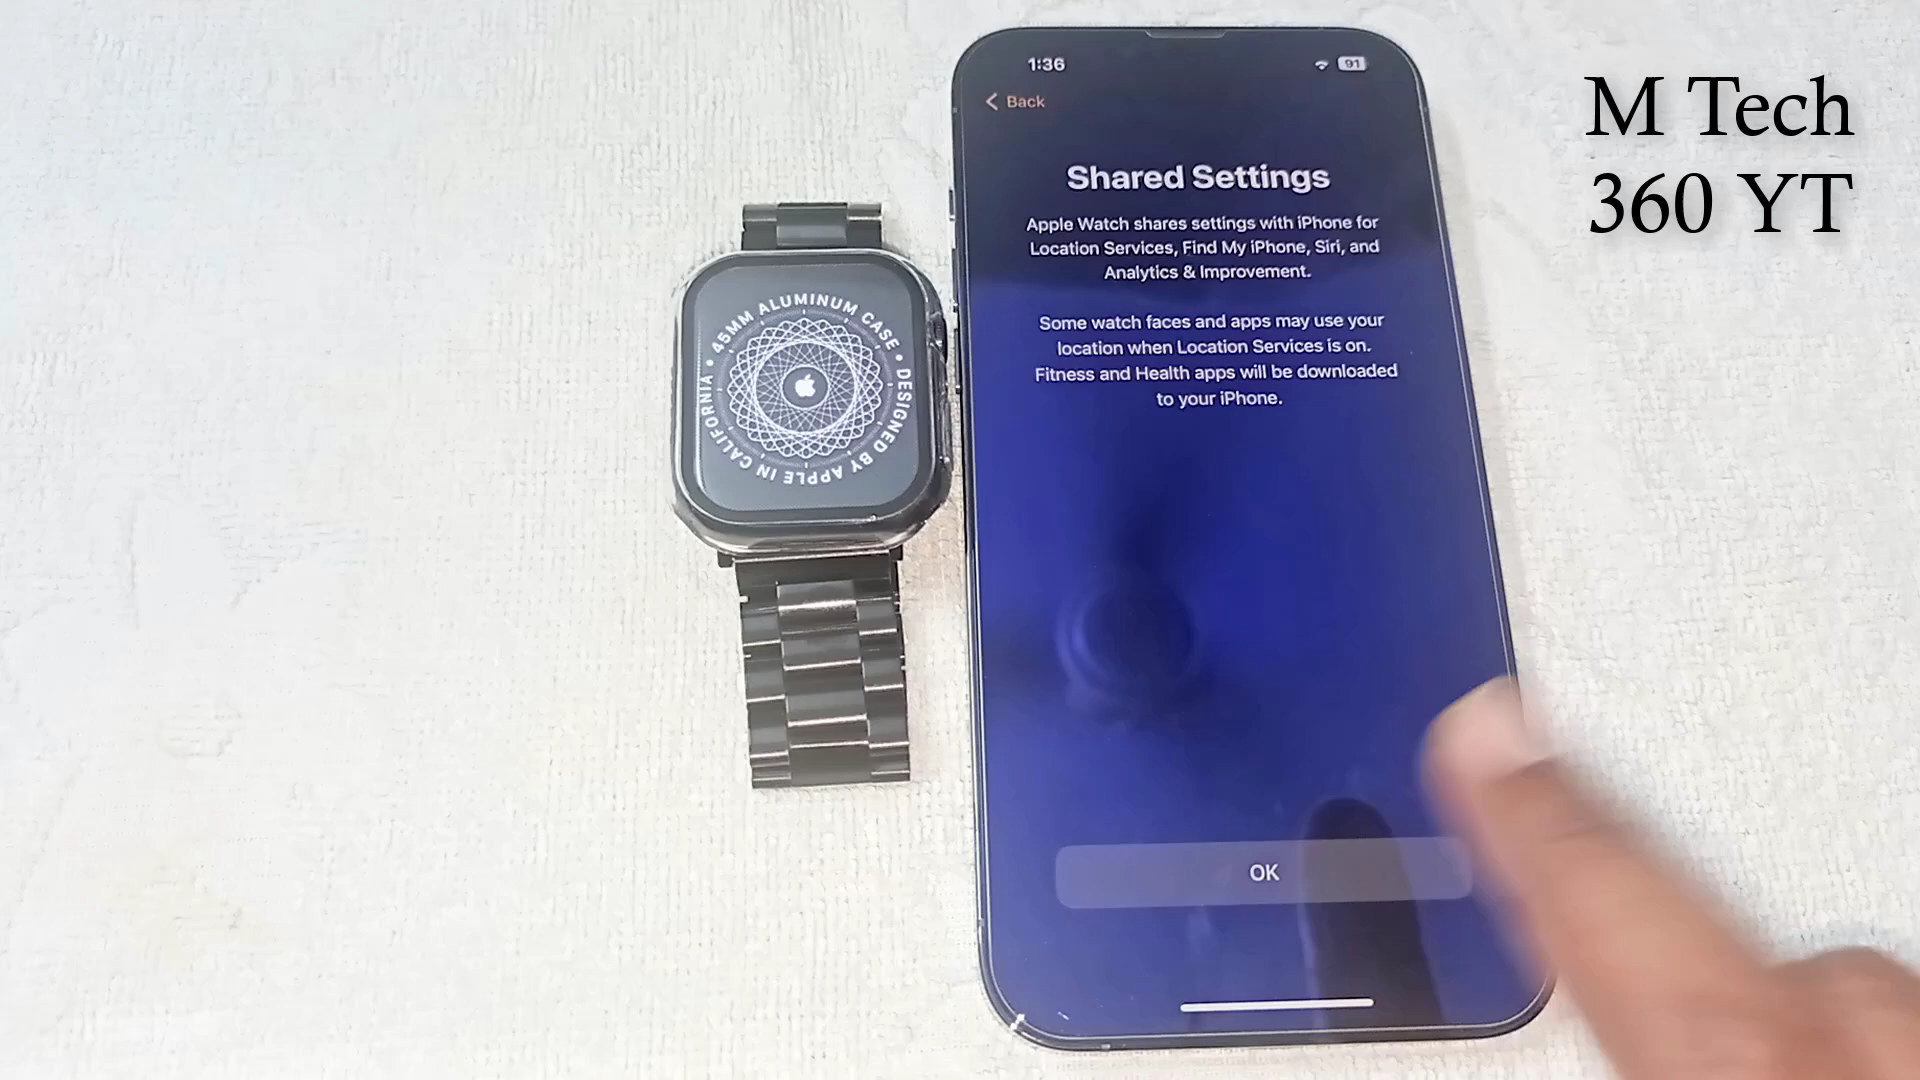 1:36
91
Back
Shared Settings
Apple Watch shares settings with iPhone for
Location Services, Find My iPhone, Siri, and
Analytics & Improvement.
Some watch faces and apps may use your
location when Location Services is on.
Fitness and Health apps will be downloaded
to your iPhone.
OK
45MM ALUMINUM CASE • DESIGNED BY APPLE IN CALIFORNIA •
M Tech
360 YT